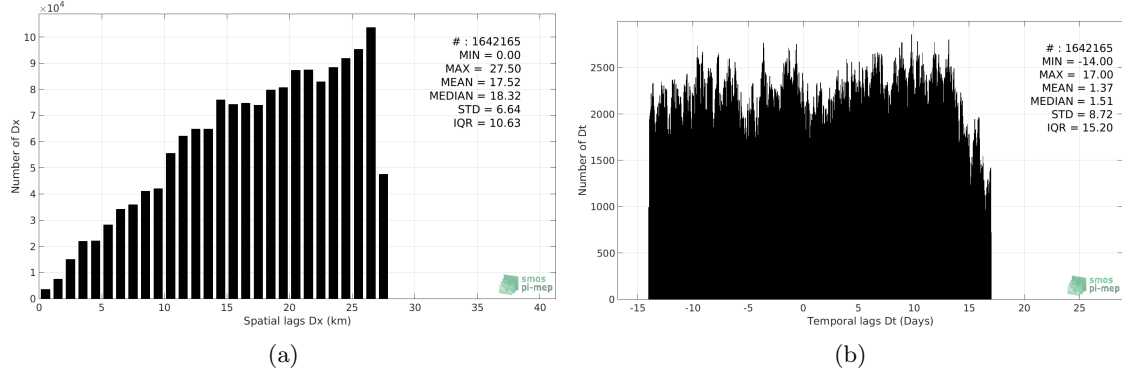 ×10⁴
10
9
8
7
6
5
4
3
2
1
0
Number of Dx
# : 1642165
MIN = 0.00
MAX = 27.50
MEAN = 17.52
MEDIAN = 18.32
STD = 6.64
IQR = 10.63
smos
pi-mep
0 5 10 15 20 25 30 35 40
Spatial lags Dx (km)
(a)
2500
2000
1500
1000
500
0
Number of Dt
# : 1642165
MIN = -14.00
MAX = 17.00
MEAN = 1.37
MEDIAN = 1.51
STD = 8.72
IQR = 15.20
smos
pi-mep
-15 -10 -5 0 5 10 15 20 25
Temporal lags Dt (Days)
(b)